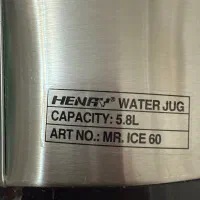 HENRY WATER JUG
CAPACITY: 5.8L
ART NO.: MR. ICE 60